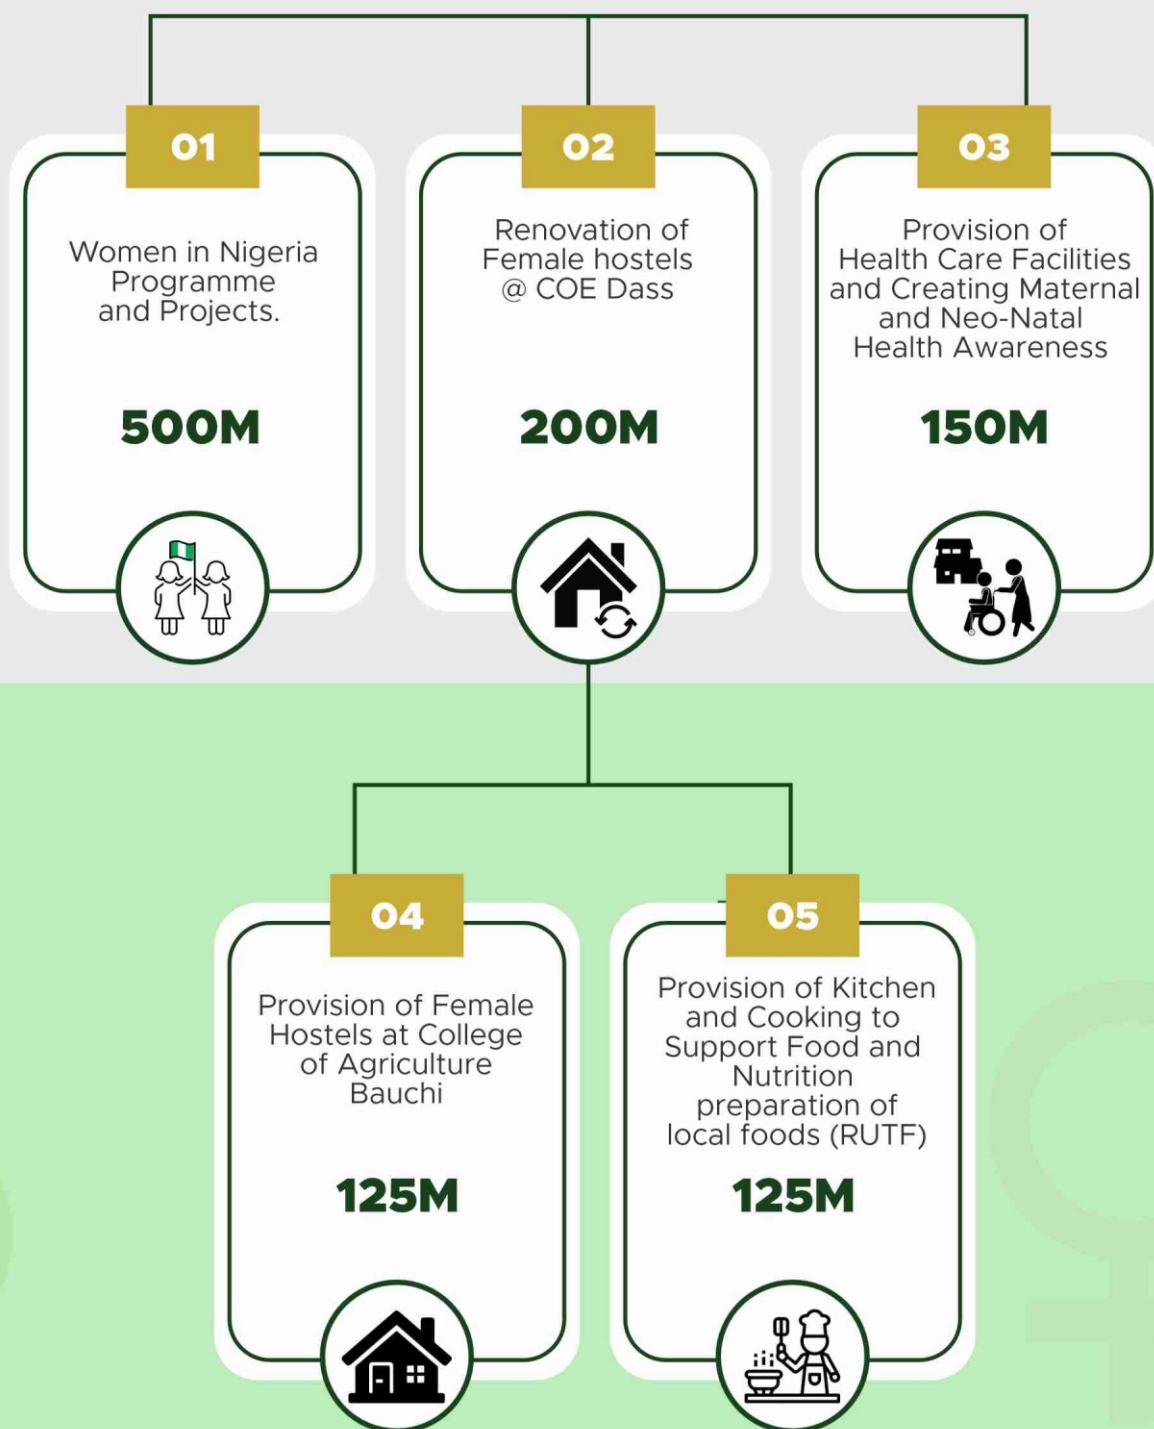 01
Women in Nigeria
Programme
and Projects.
500M
02
Renovation of
Female hostels
@ COE Dass
200M
03
Provision of
Health Care Facilities
and Creating Maternal
and Neo-Natal
Health Awareness
150M
04
Provision of Female
Hostels at College
of Agriculture
Bauchi
125M
05
Provision of Kitchen
and Cooking to
Support Food and
Nutrition
preparation of
local foods (RUTF)
125M